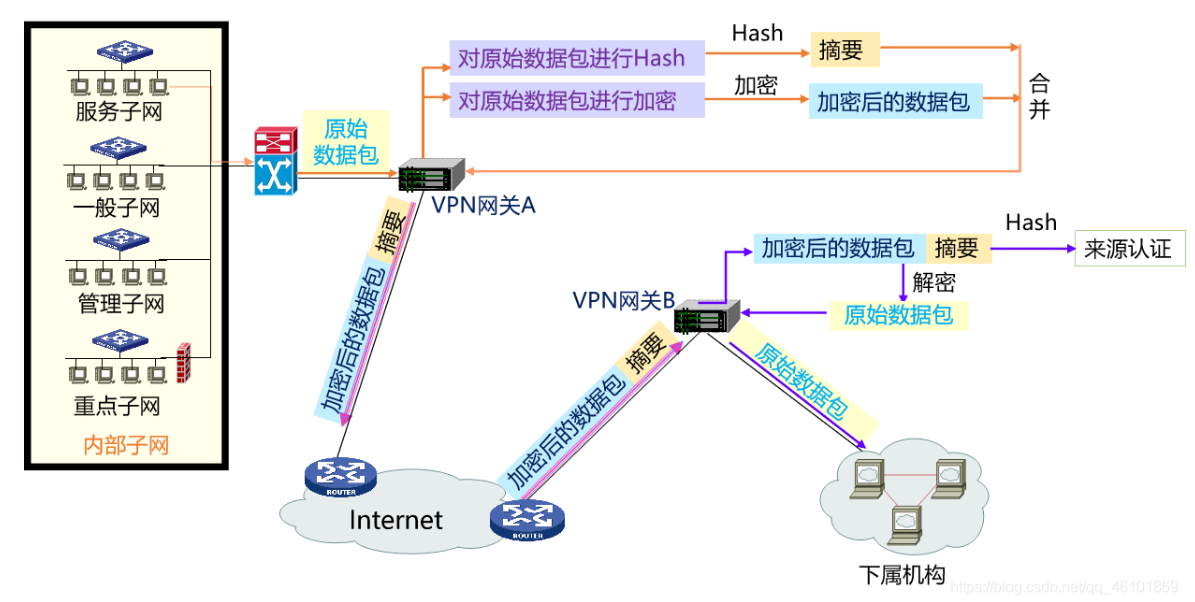 服务子网
一般子网
管理子网
重点子网
内部子网
原始
数据包
VPN网关A
对原始数据包进行Hash
Hash
摘要
对原始数据包进行加密
加密
加密后的数据包
合
并
加密后的数据包 摘要
ROUTER
Internet
ROUTER
加密后的数据包 摘要
VPN网关B
加密后的数据包 摘要
Hash
来源认证
解密
原始数据包
原始数据包
下属机构
https://blog.csdn.net/qq_46101869